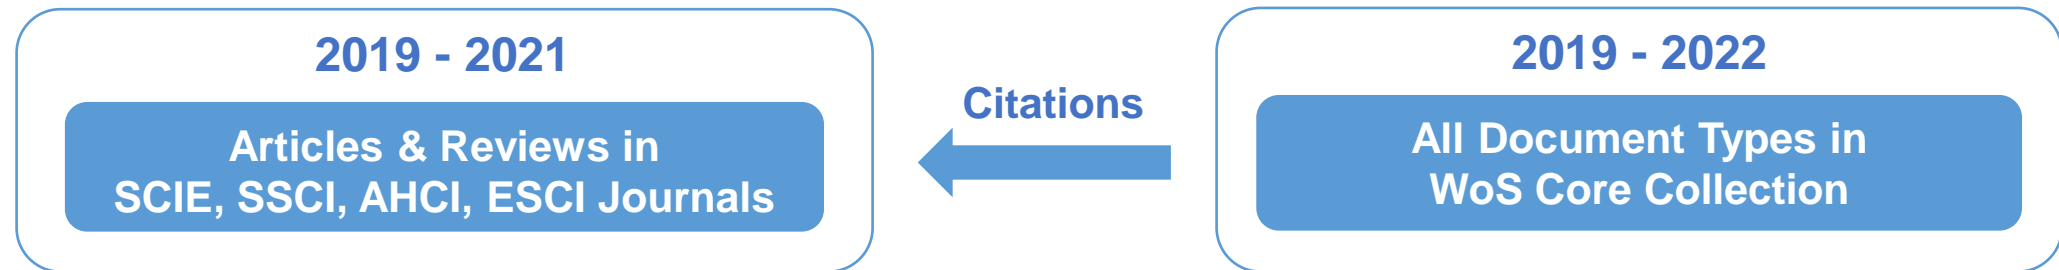 2019 - 2021
Articles & Reviews in
SCIE, SSCI, AHCI, ESCI Journals
Citations
2019 - 2022
All Document Types in
WoS Core Collection